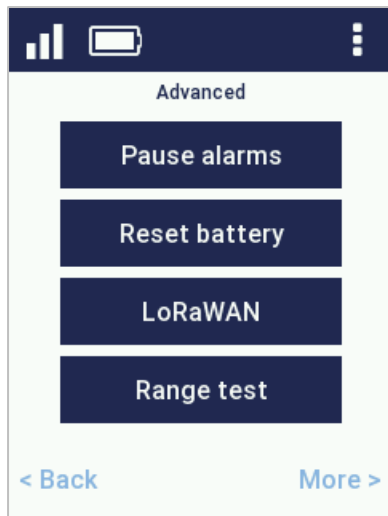 Advanced
Pause alarms
Reset battery
LoRaWAN
Range test
< Back
More >